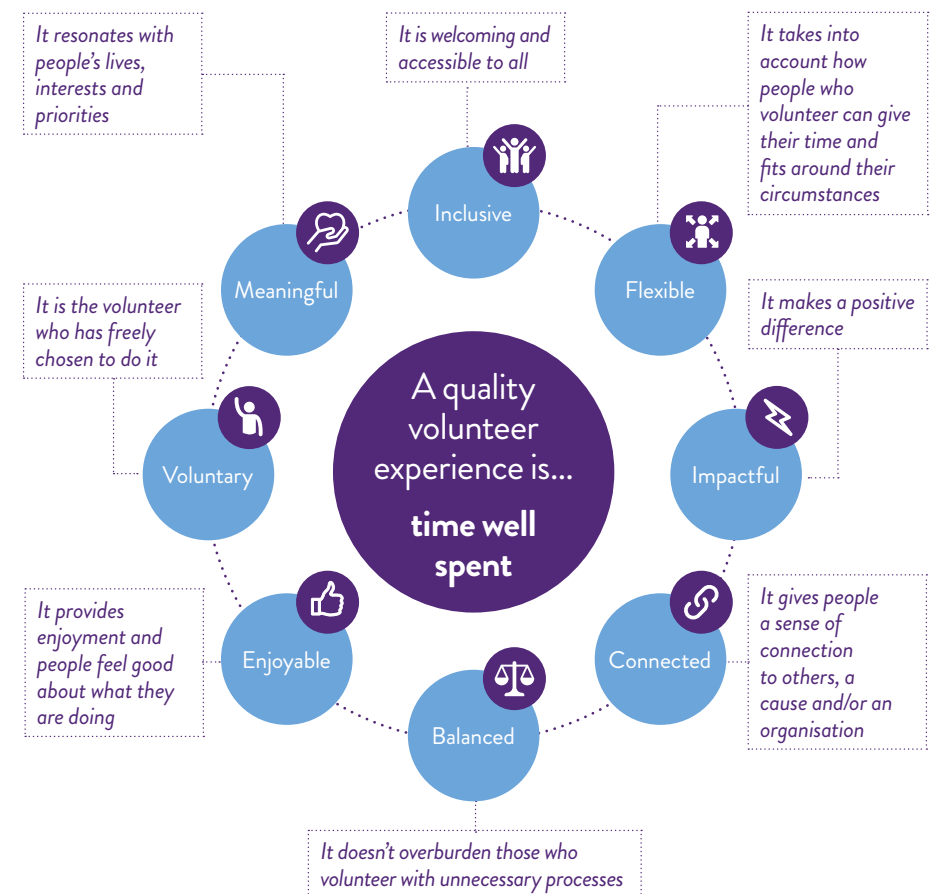 It resonates with
people's lives,
interests and
priorities
It is welcoming and
accessible to all
It takes into
account how
people who
volunteer can give
their time and
fits around their
circumstances
Inclusive
Meaningful
Flexible
It is the volunteer
who has freely
chosen to do it
It makes a positive
difference
A quality
volunteer
experience is...
time well
spent
Voluntary
Impactful
It provides
enjoyment and
people feel good
about what they
are doing
Enjoyable
Connected
It gives people
a sense of
connection
to others, a
cause and/or an
organisation
Balanced
It doesn't overburden those who
volunteer with unnecessary processes